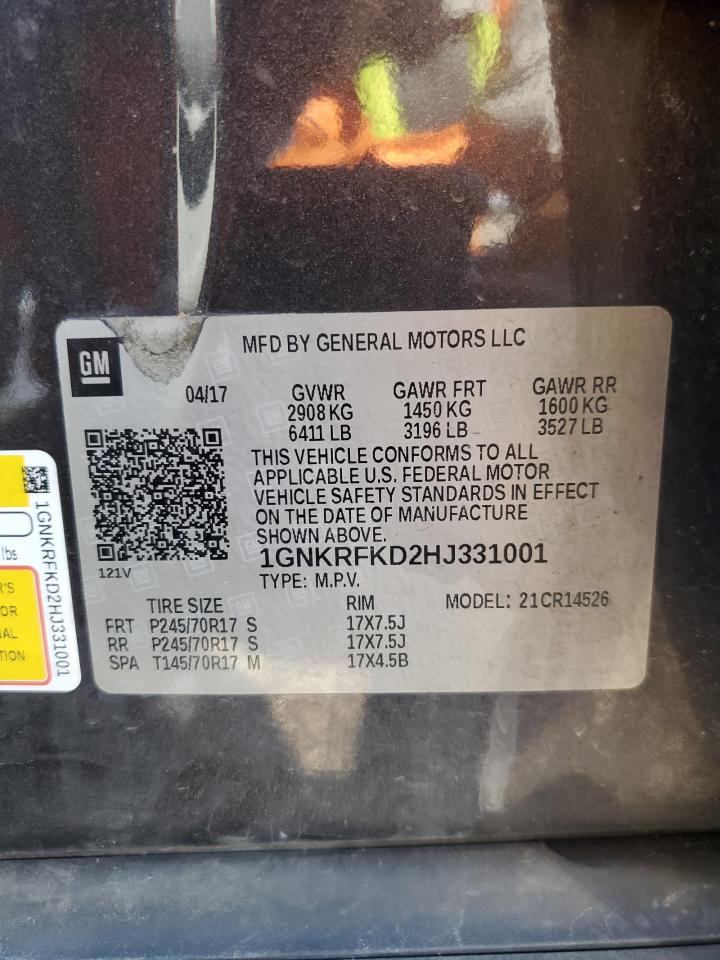 GM
MFD BY GENERAL MOTORS LLC
04/17 GVWR GAWR FRT GAWR RR
2908 KG 1450 KG 1600 KG
6411 LB 3196 LB 3527 LB
THIS VEHICLE CONFORMS TO ALL
APPLICABLE U.S. FEDERAL MOTOR
VEHICLE SAFETY STANDARDS IN EFFECT
ON THE DATE OF MANUFACTURE
SHOWN ABOVE.
121V
1GNKRFKD2HJ331001
TYPE: M.P.V.
TIRE SIZE RIM MODEL: 21CR14526
FRT P245/70R17 S 17X7.5J
RR P245/70R17 S 17X7.5J
SPA T145/70R17 M 17X4.5B
1GNKRFKD2HJ331001
lbs
R'S
OR
AL
TION